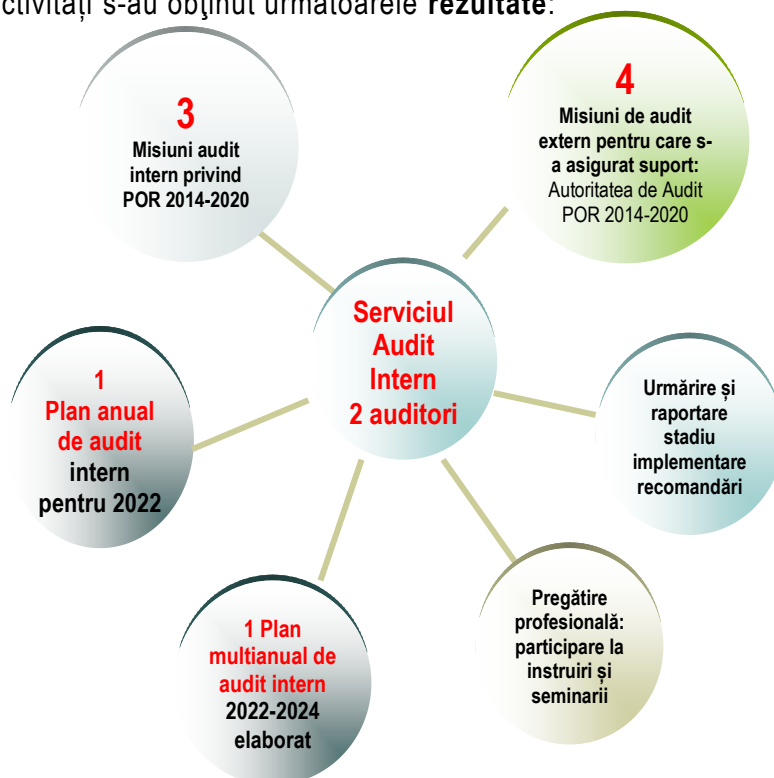 ctivități s-au obţinut următoarele rezultate:
3
Misiuni audit
intern privind
POR 2014-2020
4
Misiuni de audit
extern pentru care s-
a asigurat suport:
Autoritatea de Audit
POR 2014-2020
Serviciul
Audit
Intern
2 auditori
1
Plan anual
de audit
intern
pentru 2022
Urmărire și
raportare
stadiu
implementare
recomandări
1 Plan
multianual de
audit intern
2022-2024
elaborat
Pregătire
profesională:
participare la
instruiri și
seminarii